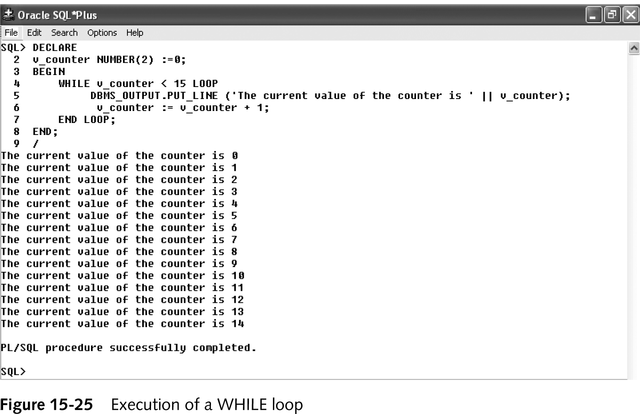 Oracle SQL*Plus
File Edit Search Options Help
SQL> DECLARE
2 v_counter NUMBER(2) :=0;
3 BEGIN
4 WHILE v_counter < 15 LOOP
5 DBMS_OUTPUT.PUT_LINE ('The current value of the counter is ' || v_counter);
6 v_counter := v_counter + 1;
7 END LOOP;
8 END;
9 /
The current value of the counter is 0
The current value of the counter is 1
The current value of the counter is 2
The current value of the counter is 3
The current value of the counter is 4
The current value of the counter is 5
The current value of the counter is 6
The current value of the counter is 7
The current value of the counter is 8
The current value of the counter is 9
The current value of the counter is 10
The current value of the counter is 11
The current value of the counter is 12
The current value of the counter is 13
The current value of the counter is 14
PL/SQL procedure successfully completed.
SQL>
Figure 15-25 Execution of a WHILE loop